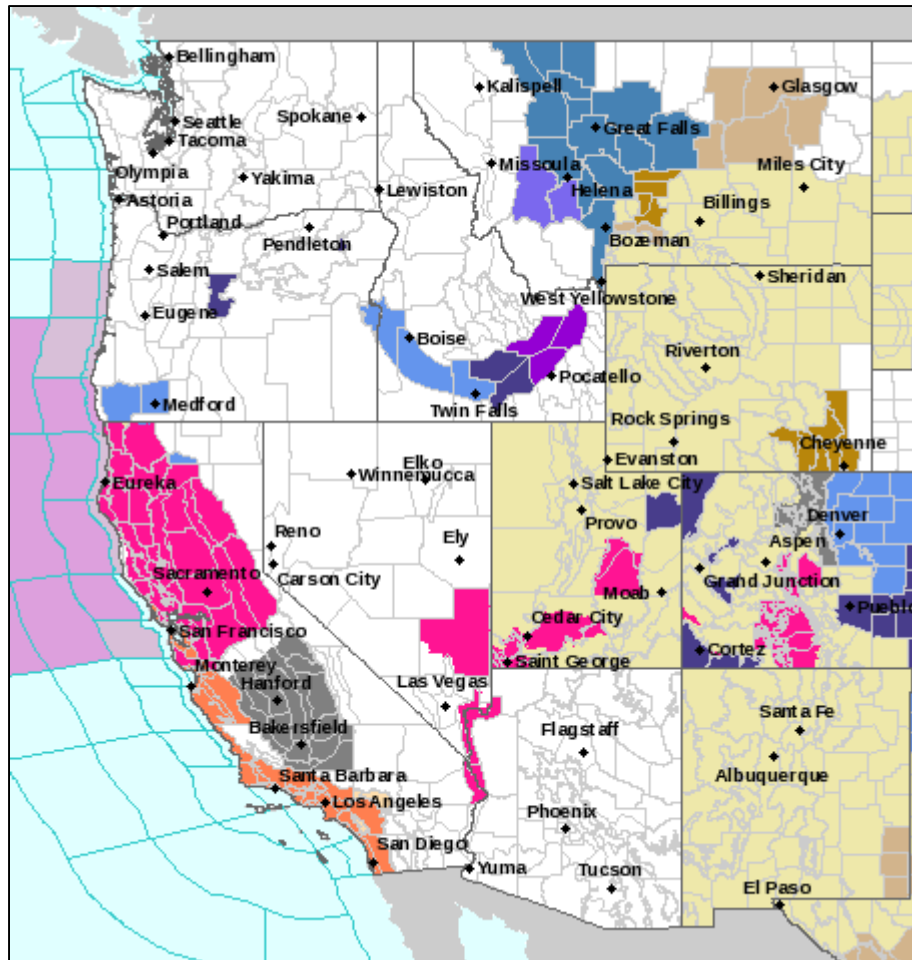 Bellingham
Kalispell
Glasgow
Seattle
Spokane
Great Falls
Tacoma
Olympia
Missoula
Miles City
Yakima
Lewiston
Helena
Astoria
Billings
Portland
Pendleton
Bozeman
Salem
Sheridan
West Yellowstone
Eugene
Boise
Riverton
Pocatello
Medford
Twin Falls
Rock Springs
Cheyenne
Elko
Evanston
Winnemucca
Eureka
Salt Lake City
Provo
Denver
Reno
Ely
Aspen
Sacramento
Carson City
Moab
Grand Junction
Pueblo
Cedar City
San Francisco
Cortez
Saint George
Monterey
Hanford
Las Vegas
Santa Fe
Flagstaff
Bakersfield
Albuquerque
Santa Barbara
Los Angeles
Phoenix
San Diego
Yuma
Tucson
El Paso